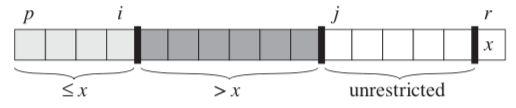 p i j r
x
≤ x > x unrestricted